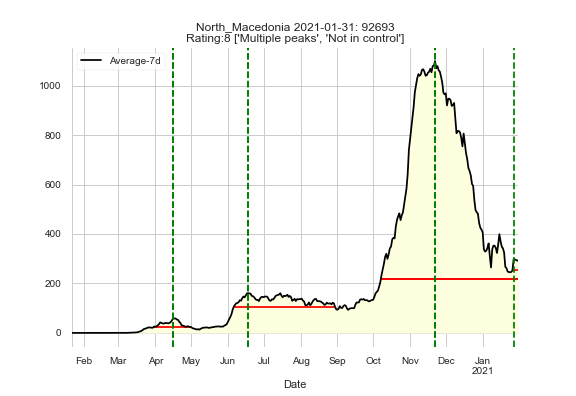 North_Macedonia 2021-01-31: 92693
Rating:8 ['Multiple peaks', 'Not in control']
Average-7d
1000
800
600
400
200
0
Feb Mar Apr May Jun Jul Aug Sep Oct Nov Dec Jan
2021
Date